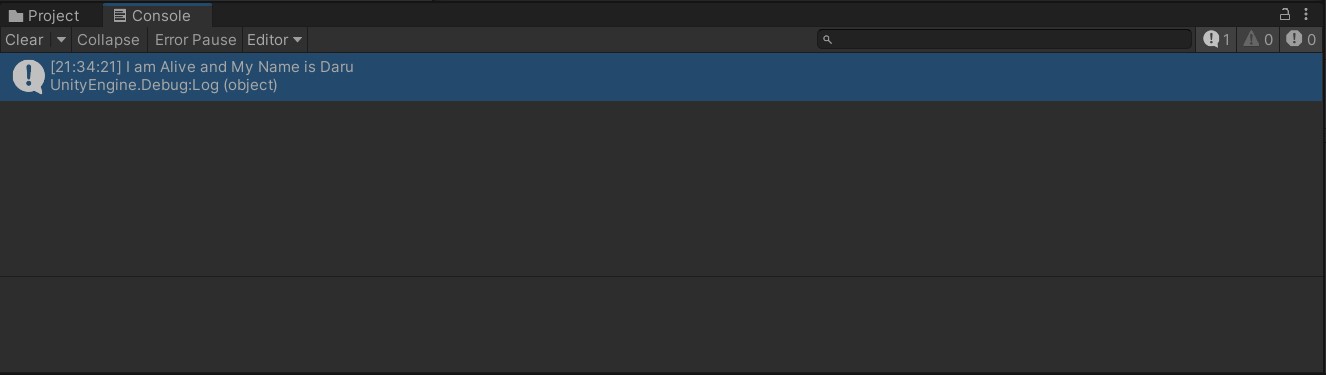 Project Console
Clear Collapse Error Pause Editor 1 0 0
[21:34:21] I am Alive and My Name is Daru
UnityEngine.Debug:Log (object)